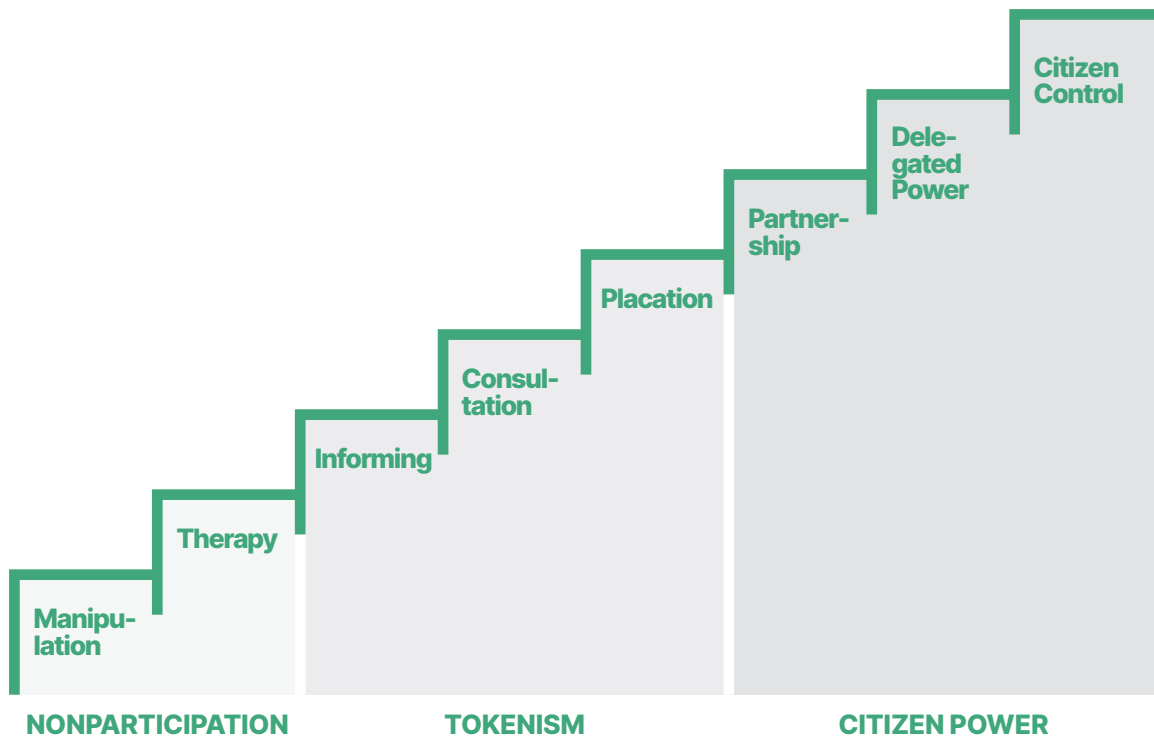 Manipu-
lation
Therapy
Informing
Consul-
tation
Placation
Partner-
ship
Dele-
gated
Power
Citizen
Control
NONPARTICIPATION
TOKENISM
CITIZEN POWER